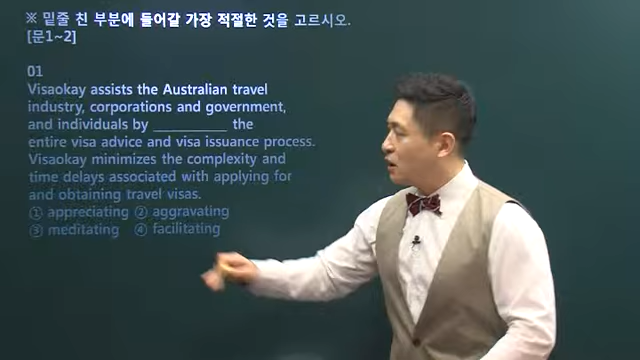 ※ 밑줄 친 부분에 들어갈 가장 적절한 것을 고르시오.
[문1~2]
01
Visaokay assists the Australian travel
industry, corporations and government,
and individuals by __________ the
entire visa advice and visa issuance process.
Visaokay minimizes the complexity and
time delays associated with applying for
and obtaining travel visas.
① appreciating ② aggravating
③ meditating ④ facilitating